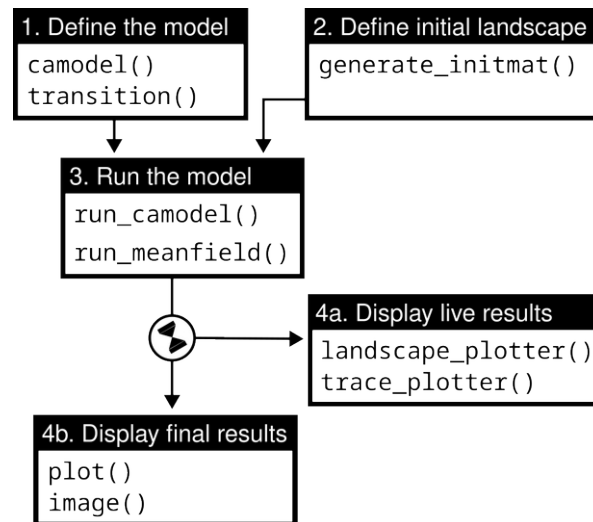 1. Define the model
camodel()
transition()
2. Define initial landscape
generate_initmat()
3. Run the model
run_camodel()
run_meanfield()
4a. Display live results
landscape_plotter()
trace_plotter()
4b. Display final results
plot()
image()